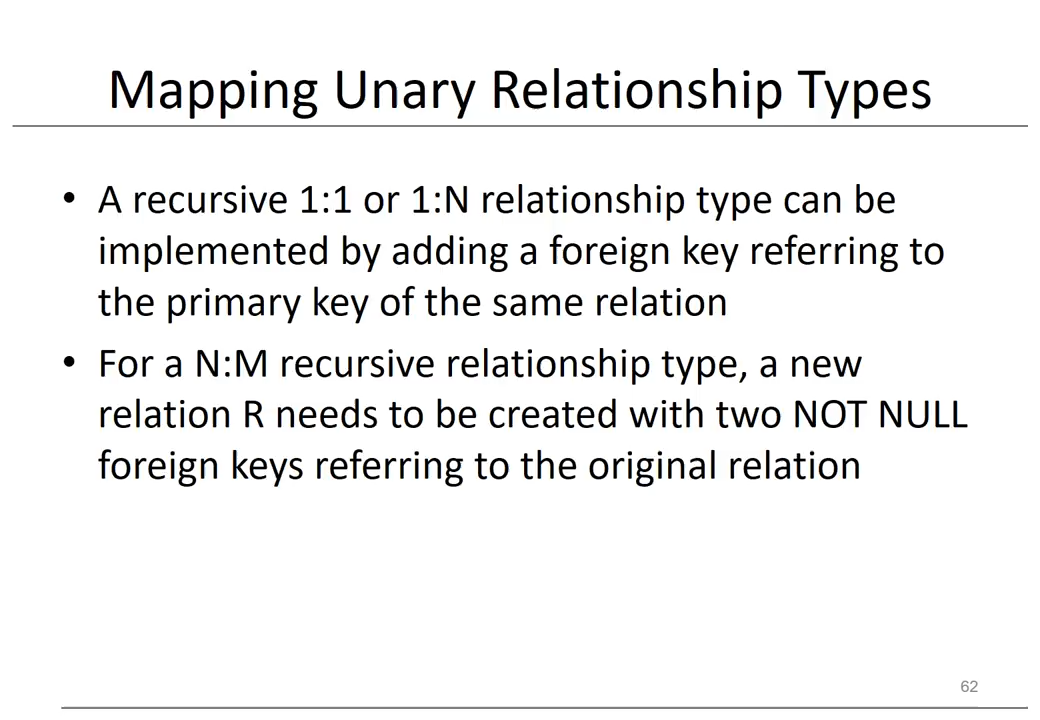 Mapping Unary Relationship Types
• A recursive 1:1 or 1:N relationship type can be
implemented by adding a foreign key referring to
the primary key of the same relation
• For a N:M recursive relationship type, a new
relation R needs to be created with two NOT NULL
foreign keys referring to the original relation
62